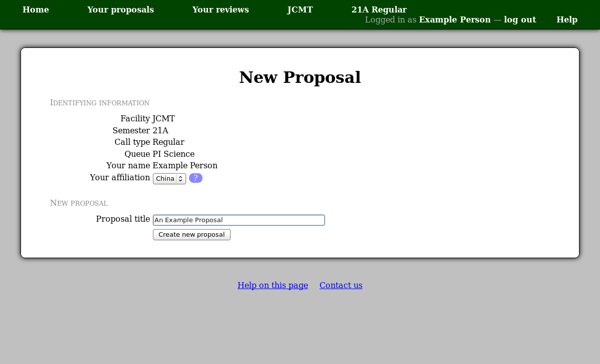 Home Your proposals Your reviews JCMT 21A Regular
Logged in as Example Person — log out Help
New Proposal
Identifying information
Facility JCMT
Semester 21A
Call type Regular
Queue PI Science
Your name Example Person
Your affiliation China ?
New proposal
Proposal title An Example Proposal
Create new proposal
Help on this page Contact us